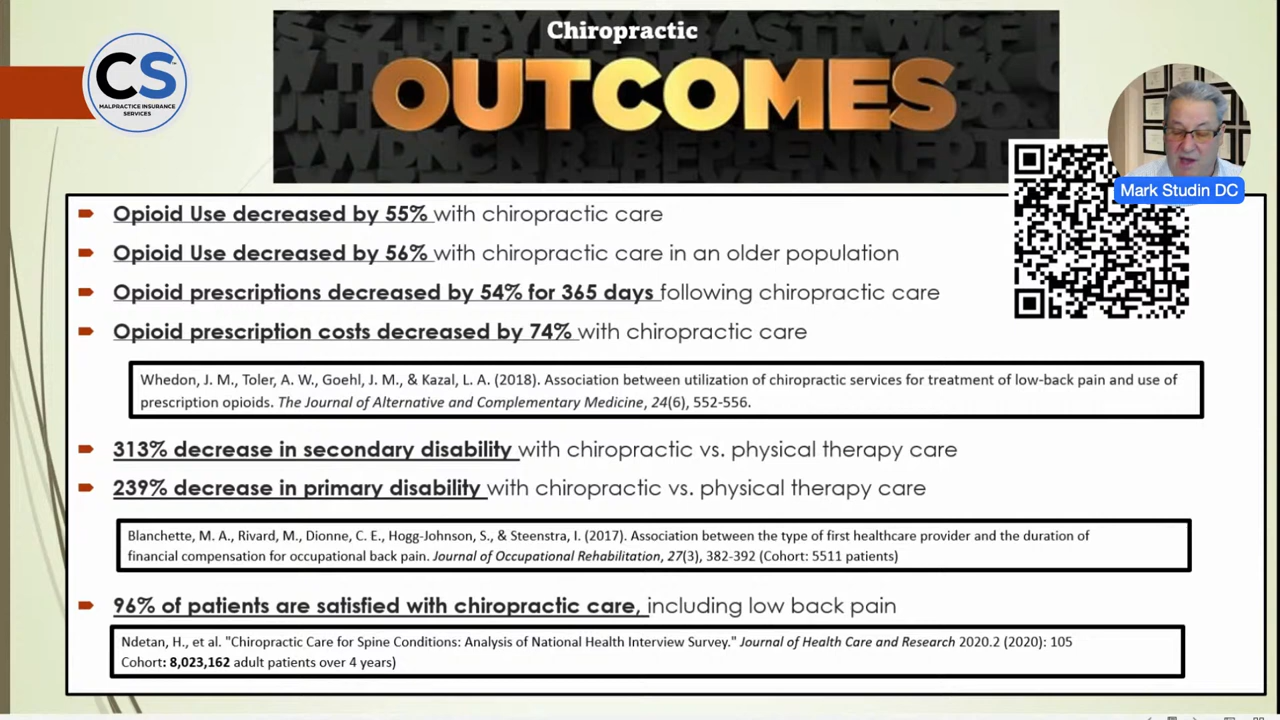 Chiropractic
OUTCOMES
CS
MALPRACTICE INSURANCE
SERVICES
Mark Studin DC
Opioid Use decreased by 55% with chiropractic care
Opioid Use decreased by 56% with chiropractic care in an older population
Opioid prescriptions decreased by 54% for 365 days following chiropractic care
Opioid prescription costs decreased by 74% with chiropractic care
Whedon, J. M., Toler, A. W., Goehl, J. M., & Kazal, L. A. (2018). Association between utilization of chiropractic services for treatment of low-back pain and use of
prescription opioids. The Journal of Alternative and Complementary Medicine, 24(6), 552-556.
313% decrease in secondary disability with chiropractic vs. physical therapy care
239% decrease in primary disability with chiropractic vs. physical therapy care
Blanchette, M. A., Rivard, M., Dionne, C. E., Hogg-Johnson, S., & Steenstra, I. (2017). Association between the type of first healthcare provider and the duration of
financial compensation for occupational back pain. Journal of Occupational Rehabilitation, 27(3), 382-392 (Cohort: 5511 patients)
96% of patients are satisfied with chiropractic care, including low back pain
Ndetan, H., et al. "Chiropractic Care for Spine Conditions: Analysis of National Health Interview Survey." Journal of Health Care and Research 2020.2 (2020): 105
Cohort: 8,023,162 adult patients over 4 years)